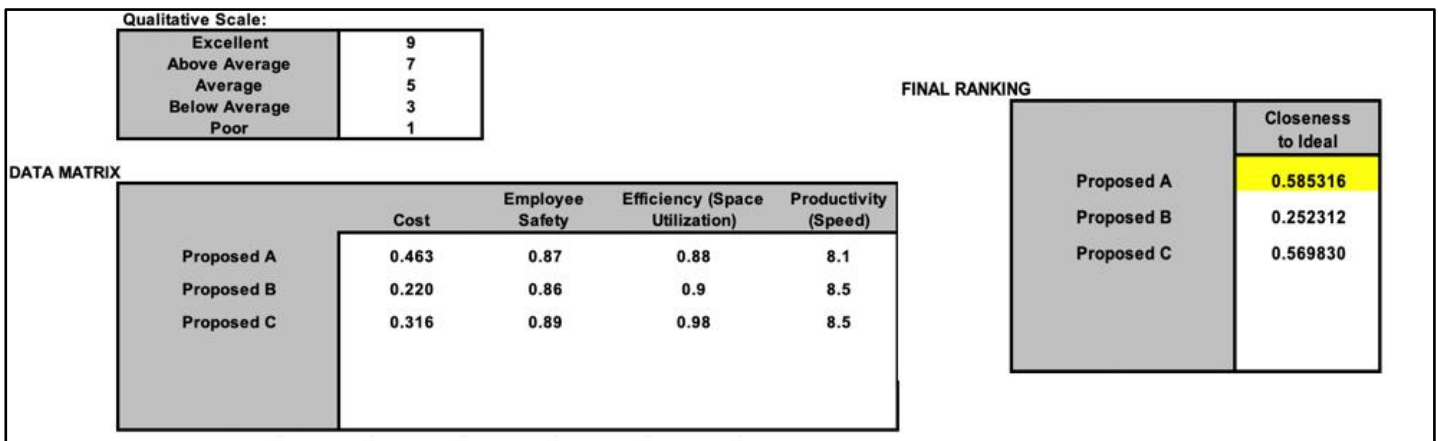 Qualitative Scale:
Excellent 9
Above Average 7
Average 5
Below Average 3
Poor 1
DATA MATRIX
Cost Employee Safety Efficiency (Space Utilization) Productivity (Speed)
Proposed A 0.463 0.87 0.88 8.1
Proposed B 0.220 0.86 0.9 8.5
Proposed C 0.316 0.89 0.98 8.5
FINAL RANKING
Closeness
to Ideal
Proposed A 0.585316
Proposed B 0.252312
Proposed C 0.569830